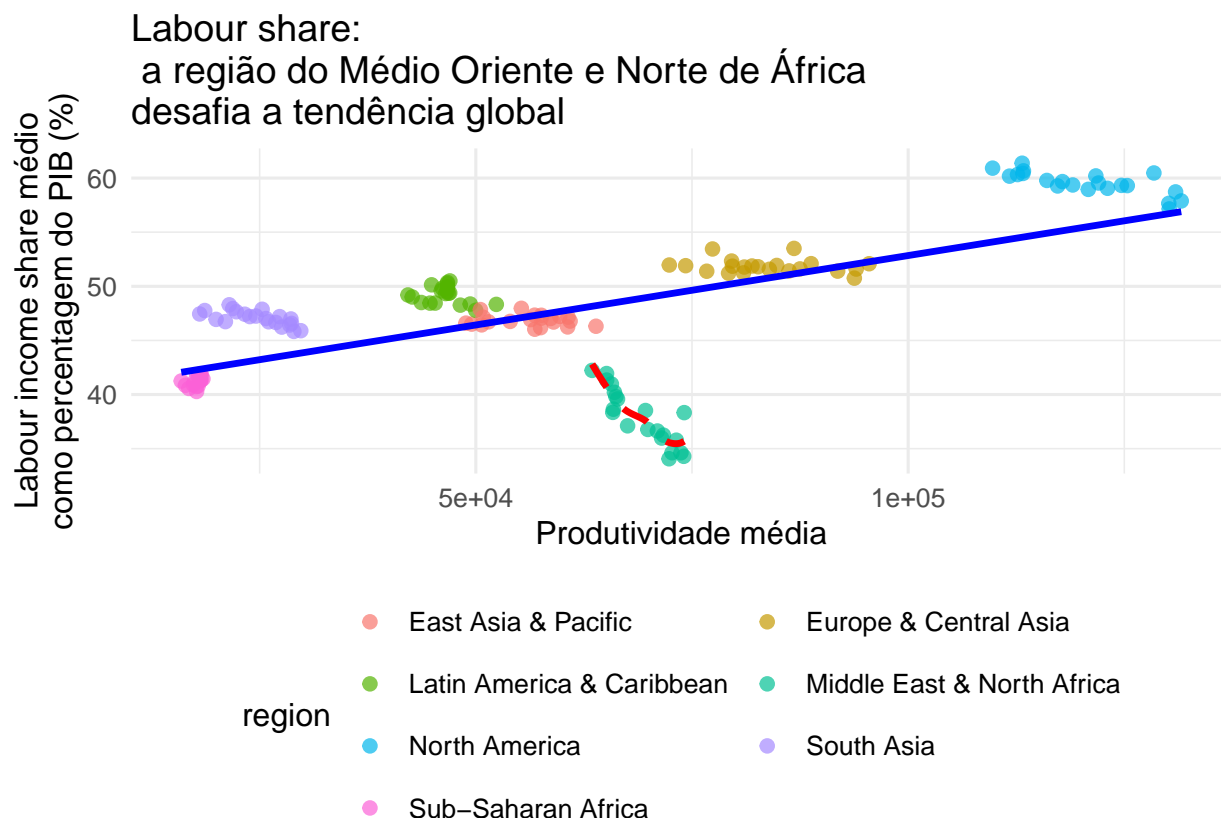 Labour share:
a região do Médio Oriente e Norte de África
desafia a tendência global
Labour income share médio
como percentagem do PIB (%)
60
50
40
5e+04
1e+05
Produtividade média
region
East Asia & Pacific
Europe & Central Asia
Latin America & Caribbean
Middle East & North Africa
North America
South Asia
Sub−Saharan Africa